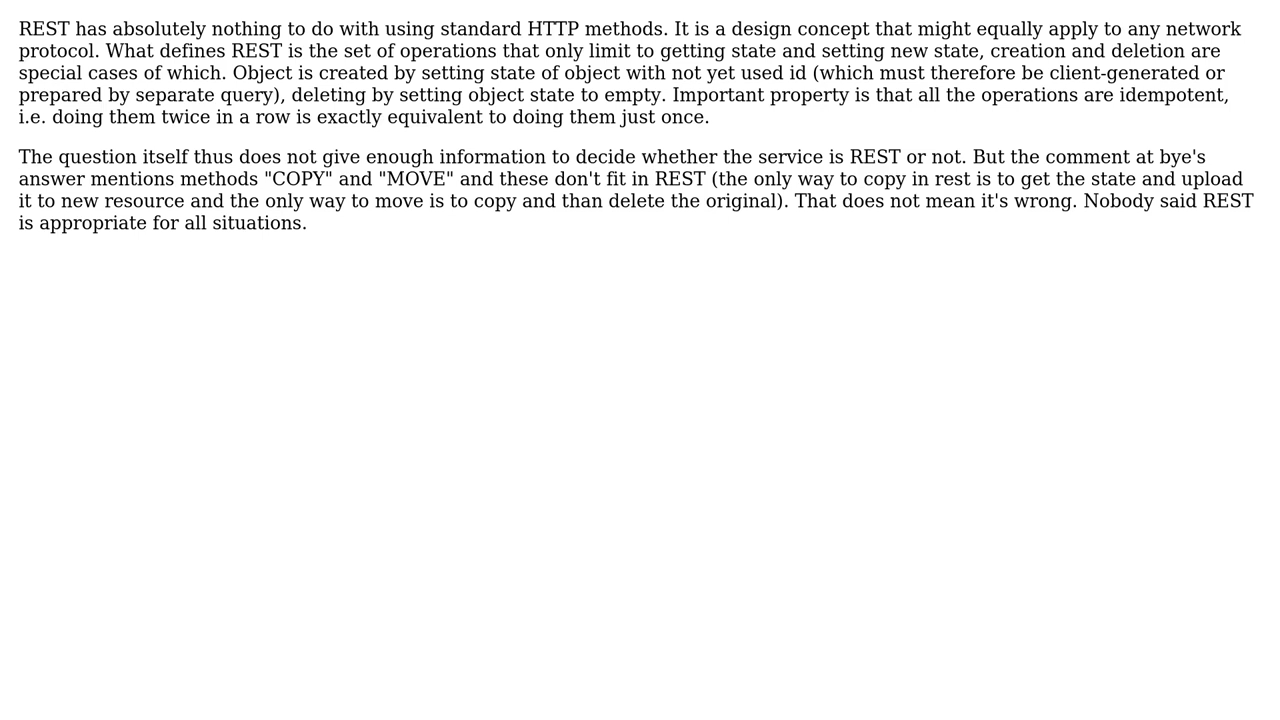 REST has absolutely nothing to do with using standard HTTP methods. It is a design concept that might equally apply to any network
protocol. What defines REST is the set of operations that only limit to getting state and setting new state, creation and deletion are
special cases of which. Object is created by setting state of object with not yet used id (which must therefore be client-generated or
prepared by separate query), deleting by setting object state to empty. Important property is that all the operations are idempotent,
i.e. doing them twice in a row is exactly equivalent to doing them just once.
The question itself thus does not give enough information to decide whether the service is REST or not. But the comment at bye's
answer mentions methods "COPY" and "MOVE" and these don't fit in REST (the only way to copy in rest is to get the state and upload
it to new resource and the only way to move is to copy and than delete the original). That does not mean it's wrong. Nobody said REST
is appropriate for all situations.